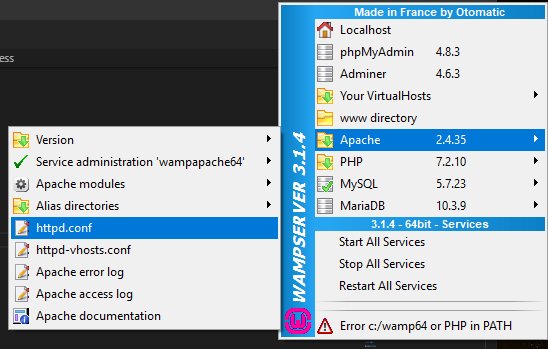 ess
Made in France by Otomatic
Localhost
phpMyAdmin 4.8.3
Adminer 4.6.3
Your VirtualHosts
www directory
Apache 2.4.35
PHP 7.2.10
MySQL 5.7.23
MariaDB 10.3.9
3.1.4 - 64bit - Services
Start All Services
Stop All Services
Restart All Services
Error c:/wamp64 or PHP in PATH
WAMPSERVER 3.1.4
Version
Service administration 'wampapache64'
Apache modules
Alias directories
httpd.conf
httpd-vhosts.conf
Apache error log
Apache access log
Apache documentation